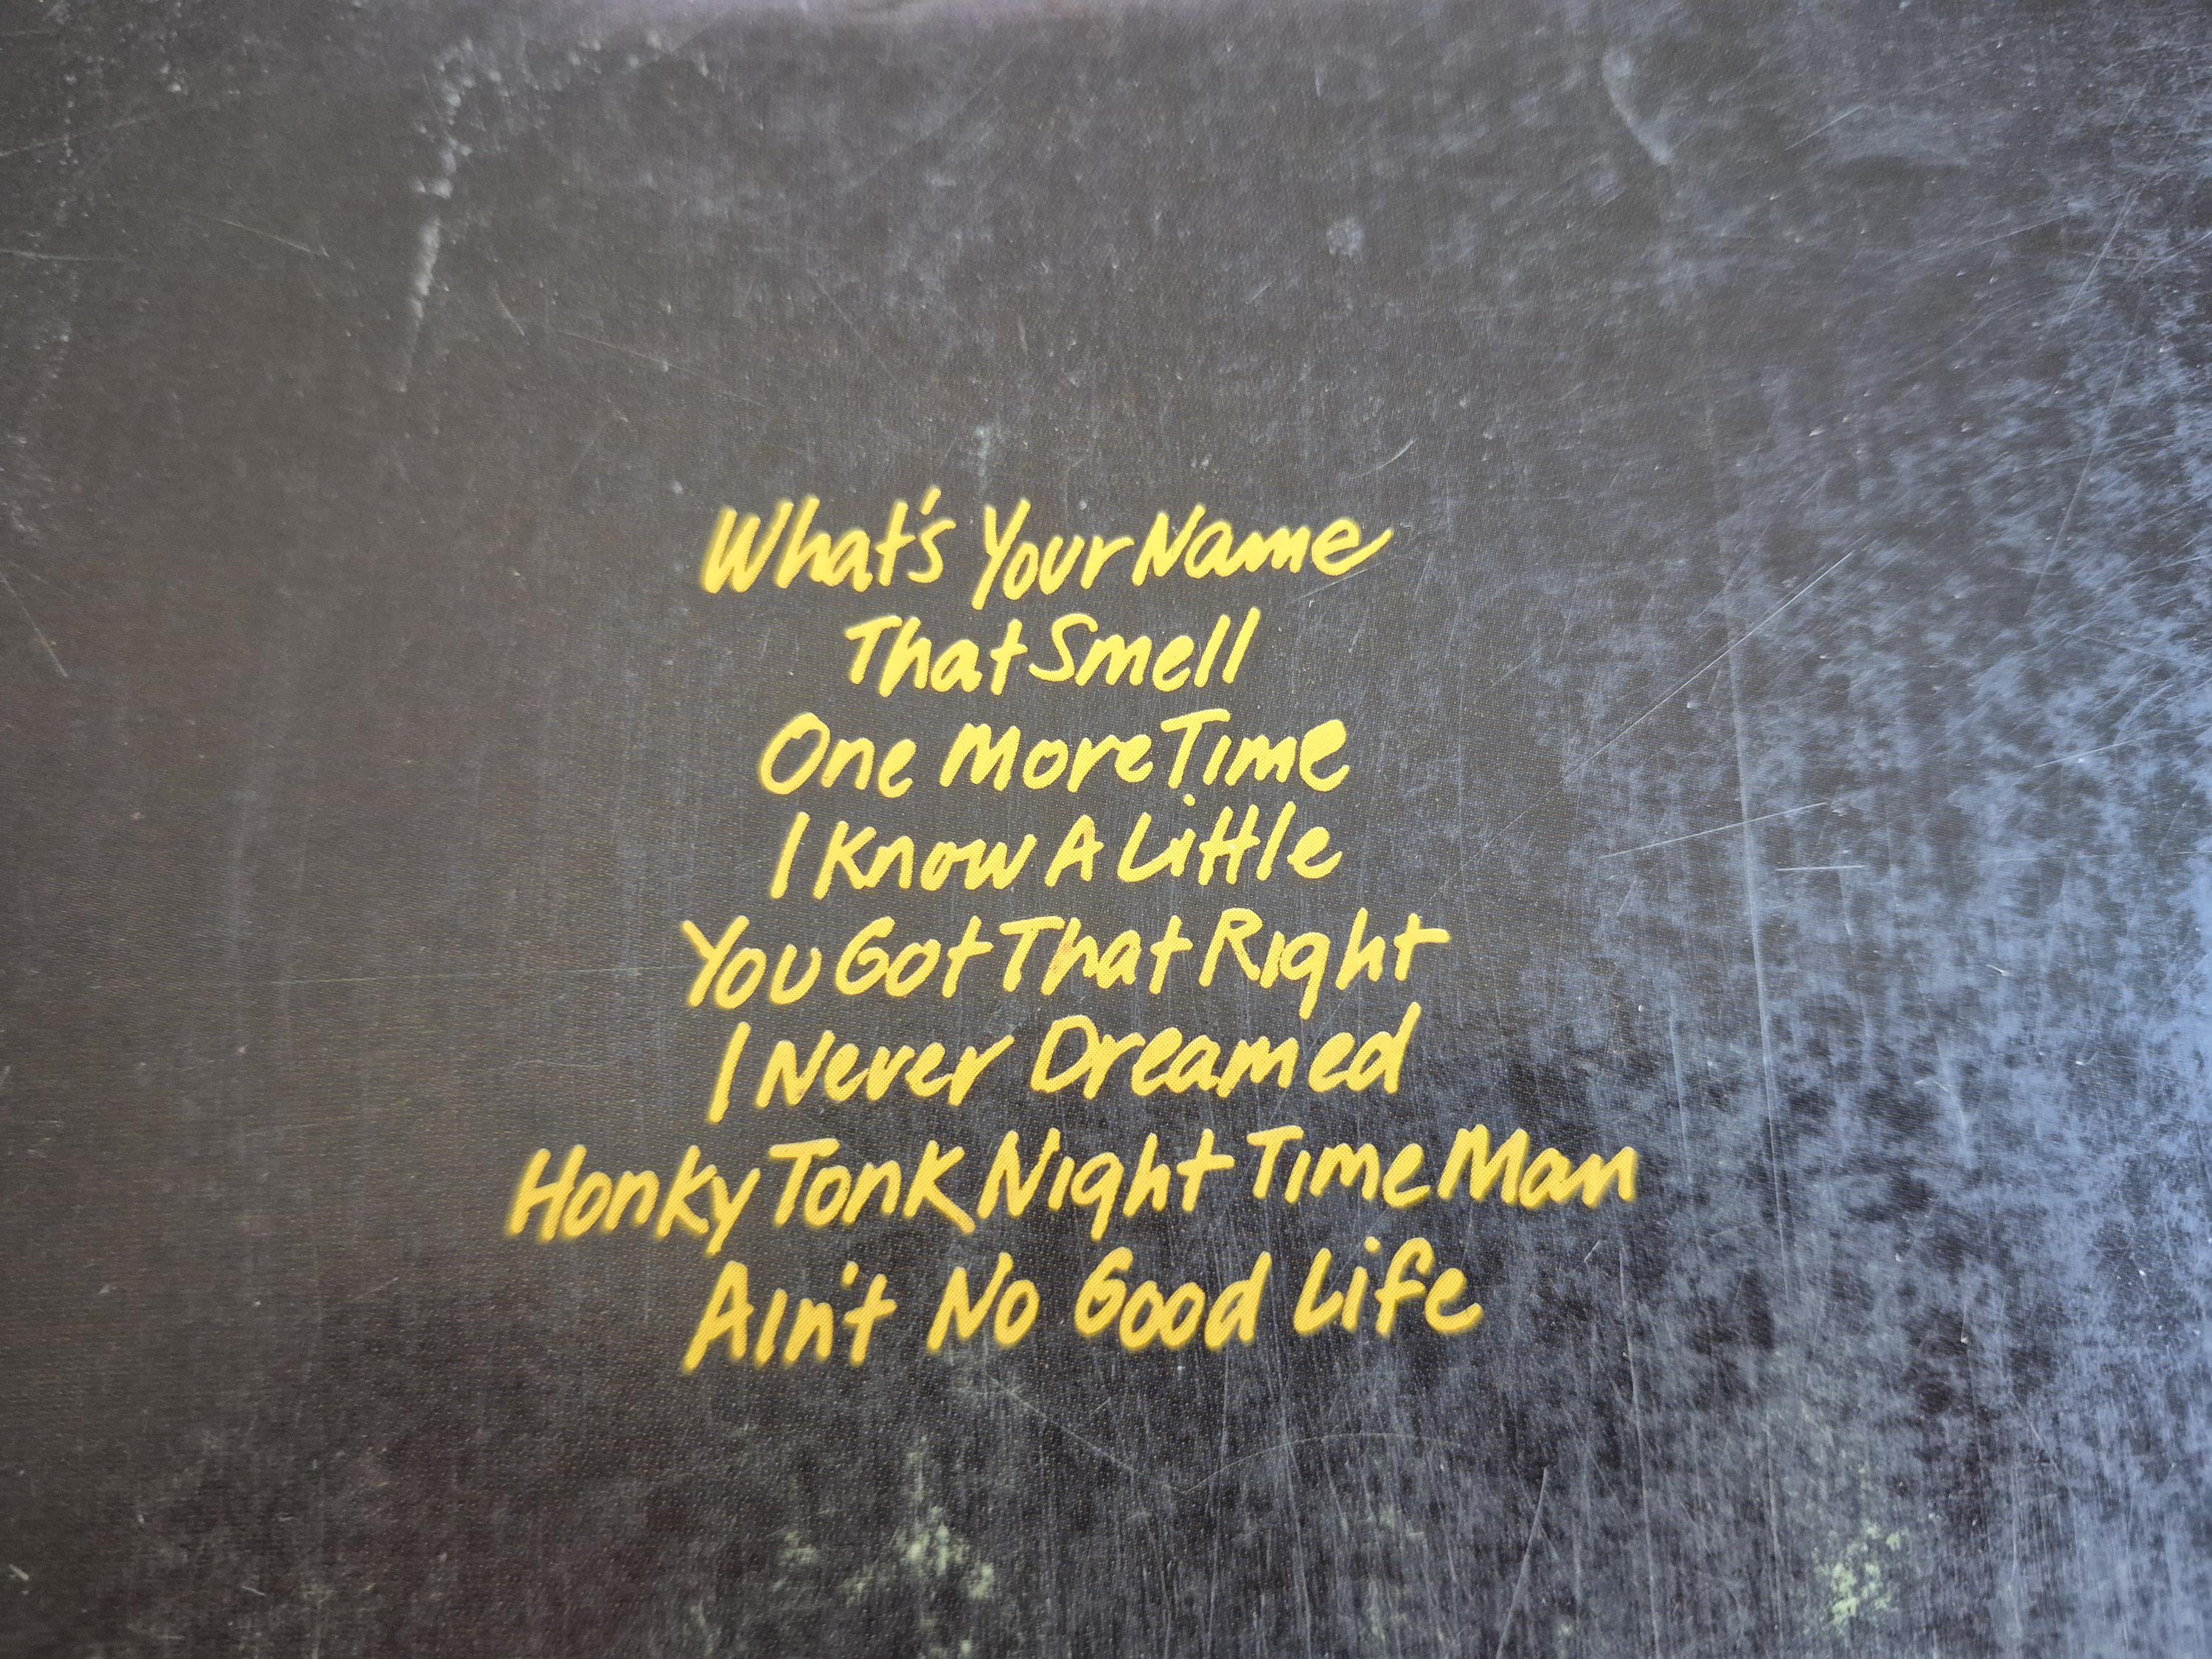 What's Your Name
That Smell
One More Time
I Know A Little
You Got That Right
I Never Dreamed
Honky Tonk Night Time Man
Ain't No Good Life